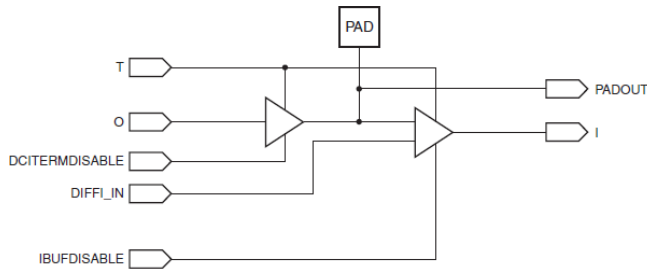 PAD
T
PADOUT
O
I
DCITERMDISABLE
DIFFI_IN
IBUFDISABLE